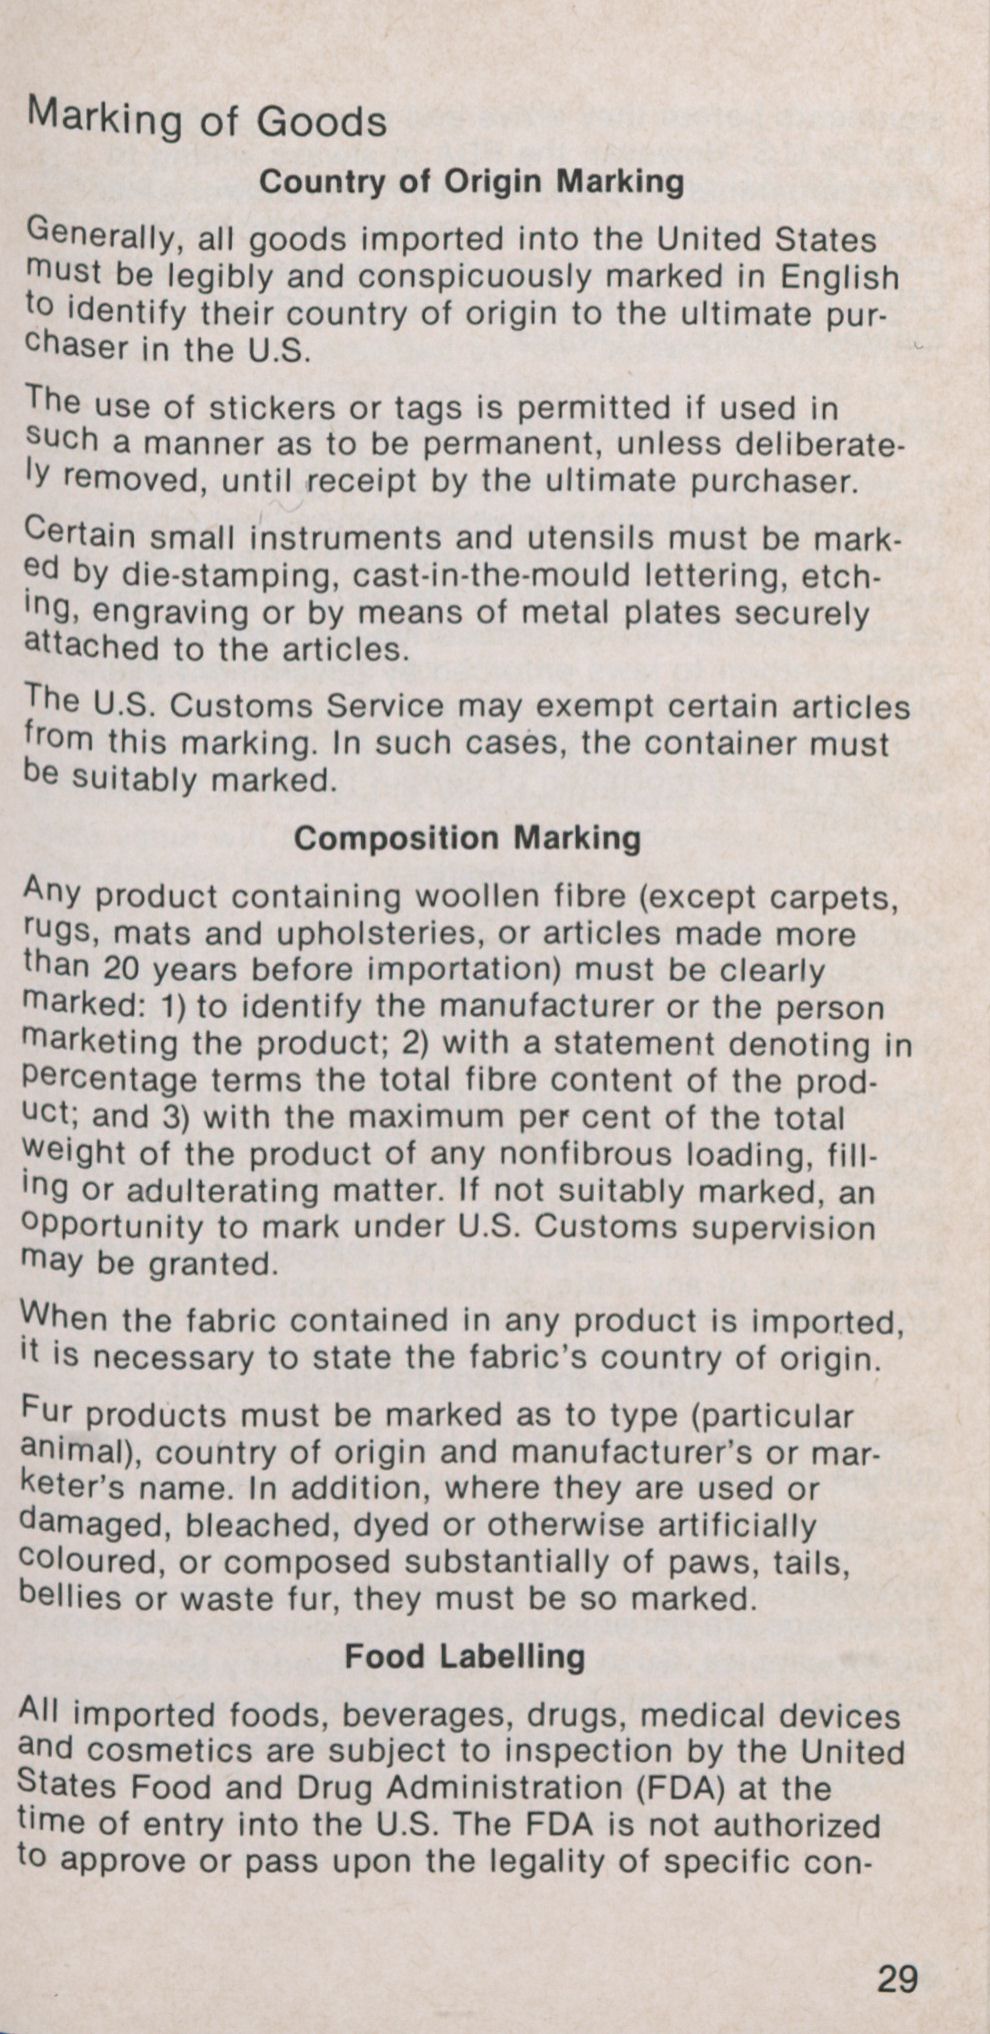 Marking of Goods
Country of Origin Marking
Generally, all goods imported into the United States
must be legibly and conspicuously marked in English
to identify their country of origin to the ultimate pur-
chaser in the U.S.
The use of stickers or tags is permitted if used in
such a manner as to be permanent, unless deliberate-
ly removed, until receipt by the ultimate purchaser.
Certain small instruments and utensils must be mark-
ed by die-stamping, cast-in-the-mould lettering, etch-
ing, engraving or by means of metal plates securely
attached to the articles.
The U.S. Customs Service may exempt certain articles
from this marking. In such cases, the container must
be suitably marked.
Composition Marking
Any product containing woollen fibre (except carpets,
rugs, mats and upholsteries, or articles made more
than 20 years before importation) must be clearly
marked: 1) to identify the manufacturer or the person
marketing the product; 2) with a statement denoting in
percentage terms the total fibre content of the prod-
uct; and 3) with the maximum per cent of the total
weight of the product of any nonfibrous loading, fill-
ing or adulterating matter. If not suitably marked, an
opportunity to mark under U.S. Customs supervision
may be granted.
When the fabric contained in any product is imported,
it is necessary to state the fabric's country of origin.
Fur products must be marked as to type (particular
animal), country of origin and manufacturer's or mar-
keter's name. In addition, where they are used or
damaged, bleached, dyed or otherwise artificially
coloured, or composed substantially of paws, tails,
bellies or waste fur, they must be so marked.
Food Labelling
All imported foods, beverages, drugs, medical devices
and cosmetics are subject to inspection by the United
States Food and Drug Administration (FDA) at the
time of entry into the U.S. The FDA is not authorized
to approve or pass upon the legality of specific con-
29